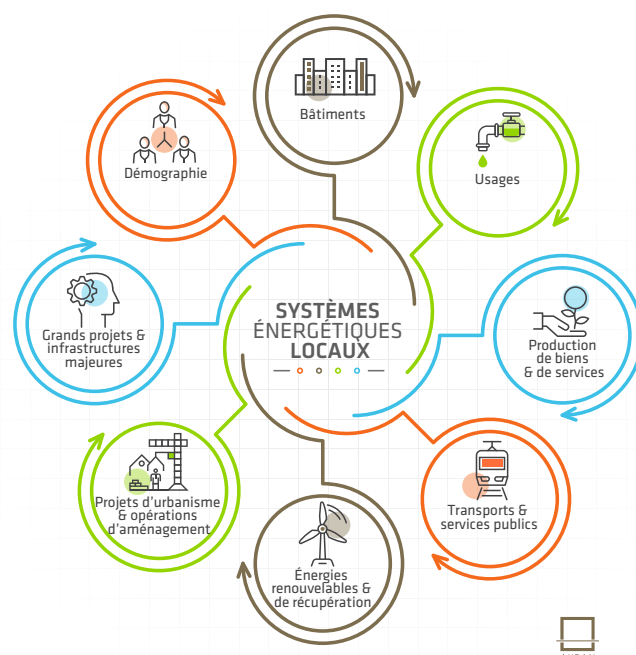 Bâtiments
Démographie
Usages
SYSTÈMES
ÉNERGÉTIQUES
LOCAUX
Grands projets &
infrastructures
majeures
Production
de biens
& de services
Projets d'urbanisme
& opérations
d'aménagement
Transports &
services publics
Énergies
renouvelables &
de récupération